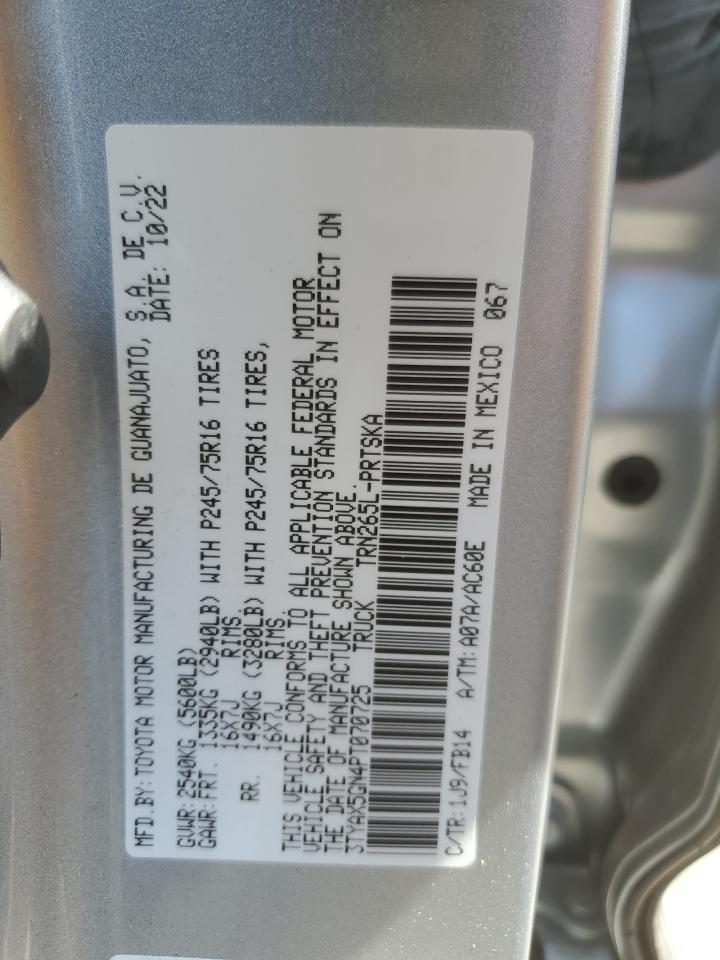 MFD.BY:TOYOTA MOTOR MANUFACTURING DE GUANAJUATO, S.A. DE C.V.
DATE: 10/22
GVWR:2540KG(5600LB)
GAWR:FRT. 1335KG(2940LB) WITH P245/75R16 TIRES
16X7J RIMS.
RR. 1490KG(3280LB) WITH P245/75R16 TIRES,
16X7J RIMS.
THIS VEHICLE CONFORMS TO ALL APPLICABLE FEDERAL MOTOR
VEHICLE SAFETY AND THEFT PREVENTION STANDARDS IN EFFECT ON
THE DATE OF MANUFACTURE SHOWN ABOVE.
3TYAX5GN4PT070725 TRUCK TRN265L-PRTSKA
C/TR:1J9/FB14 A/TM:A07A/AC60E MADE IN MEXICO 067